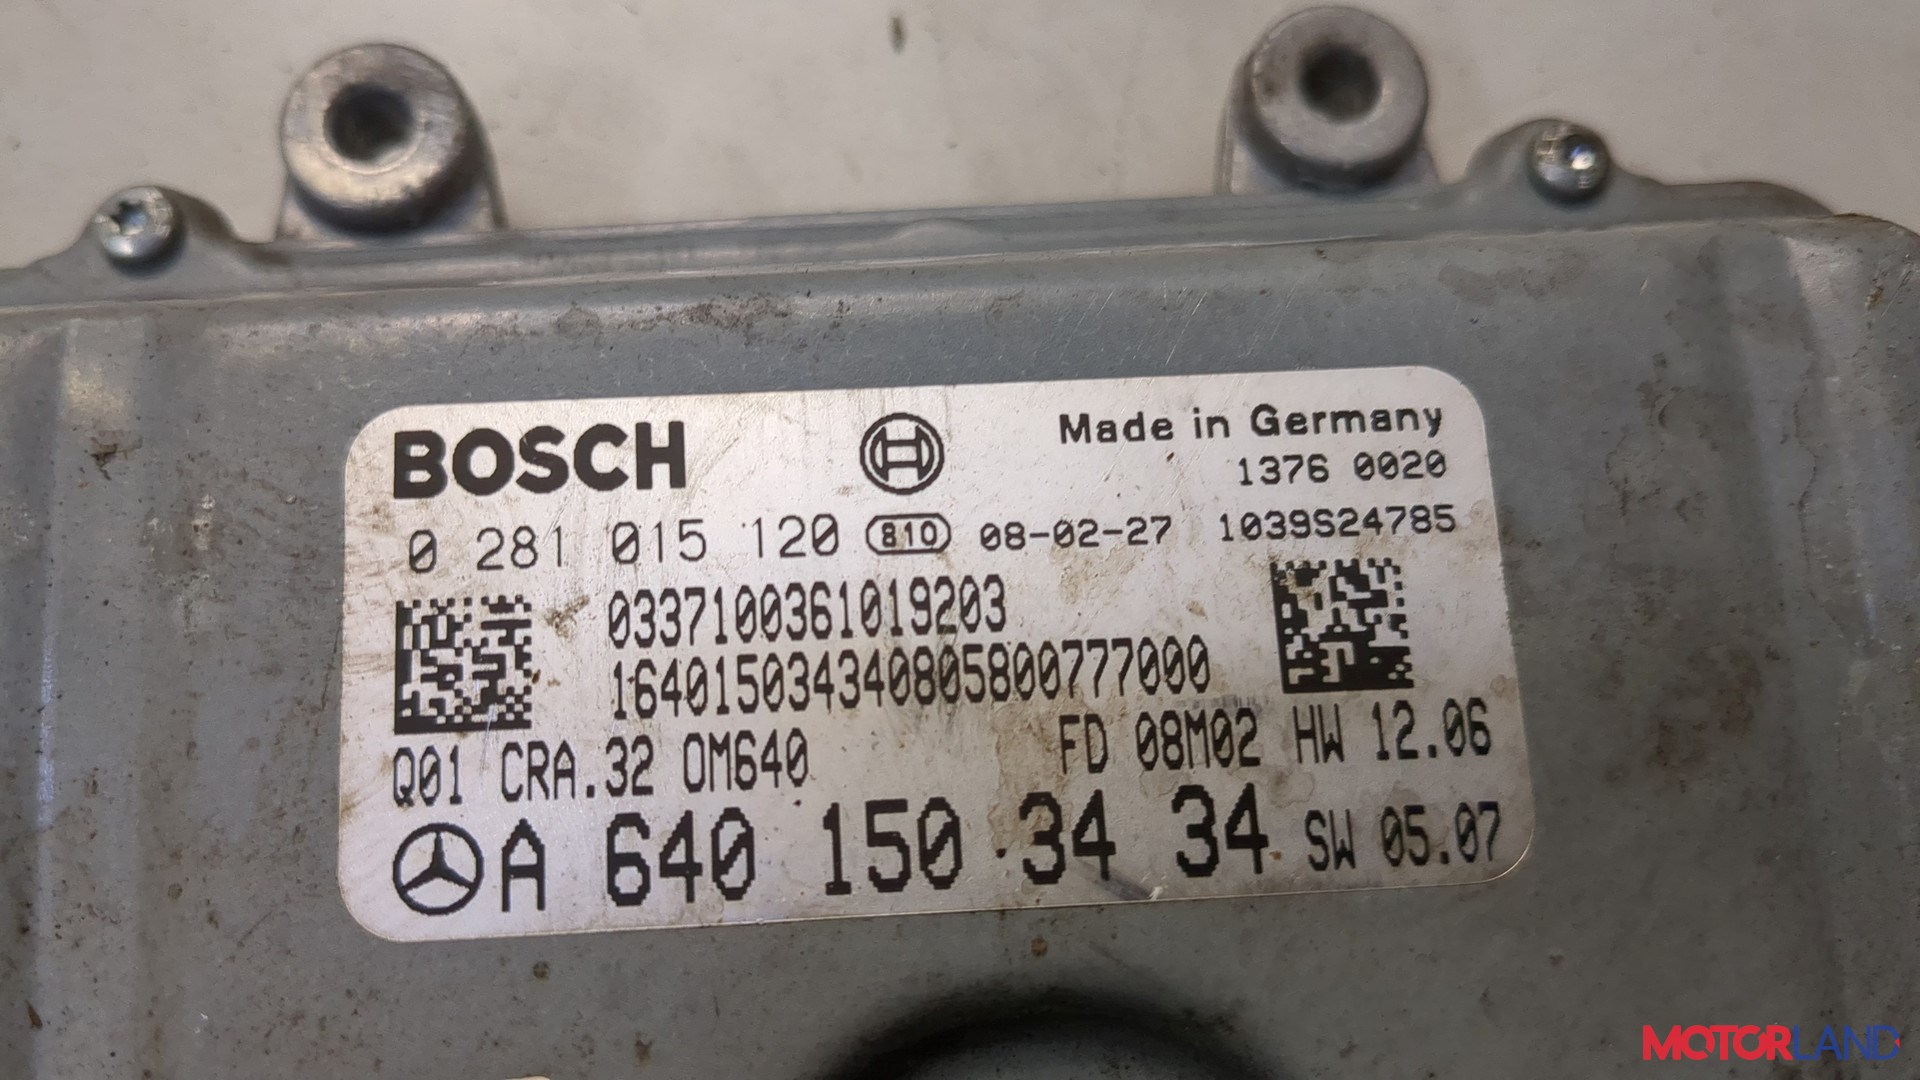 BOSCH
Made in Germany
1376 0020
0 281 015 120 810 08-02-27 1039S24785
0337100361019203
164015034340805800777000
Q01 CRA.32 OM640 FD 08M02 HW 12.06
A 640 150 34 34 SW 05.07
MOTORLAND